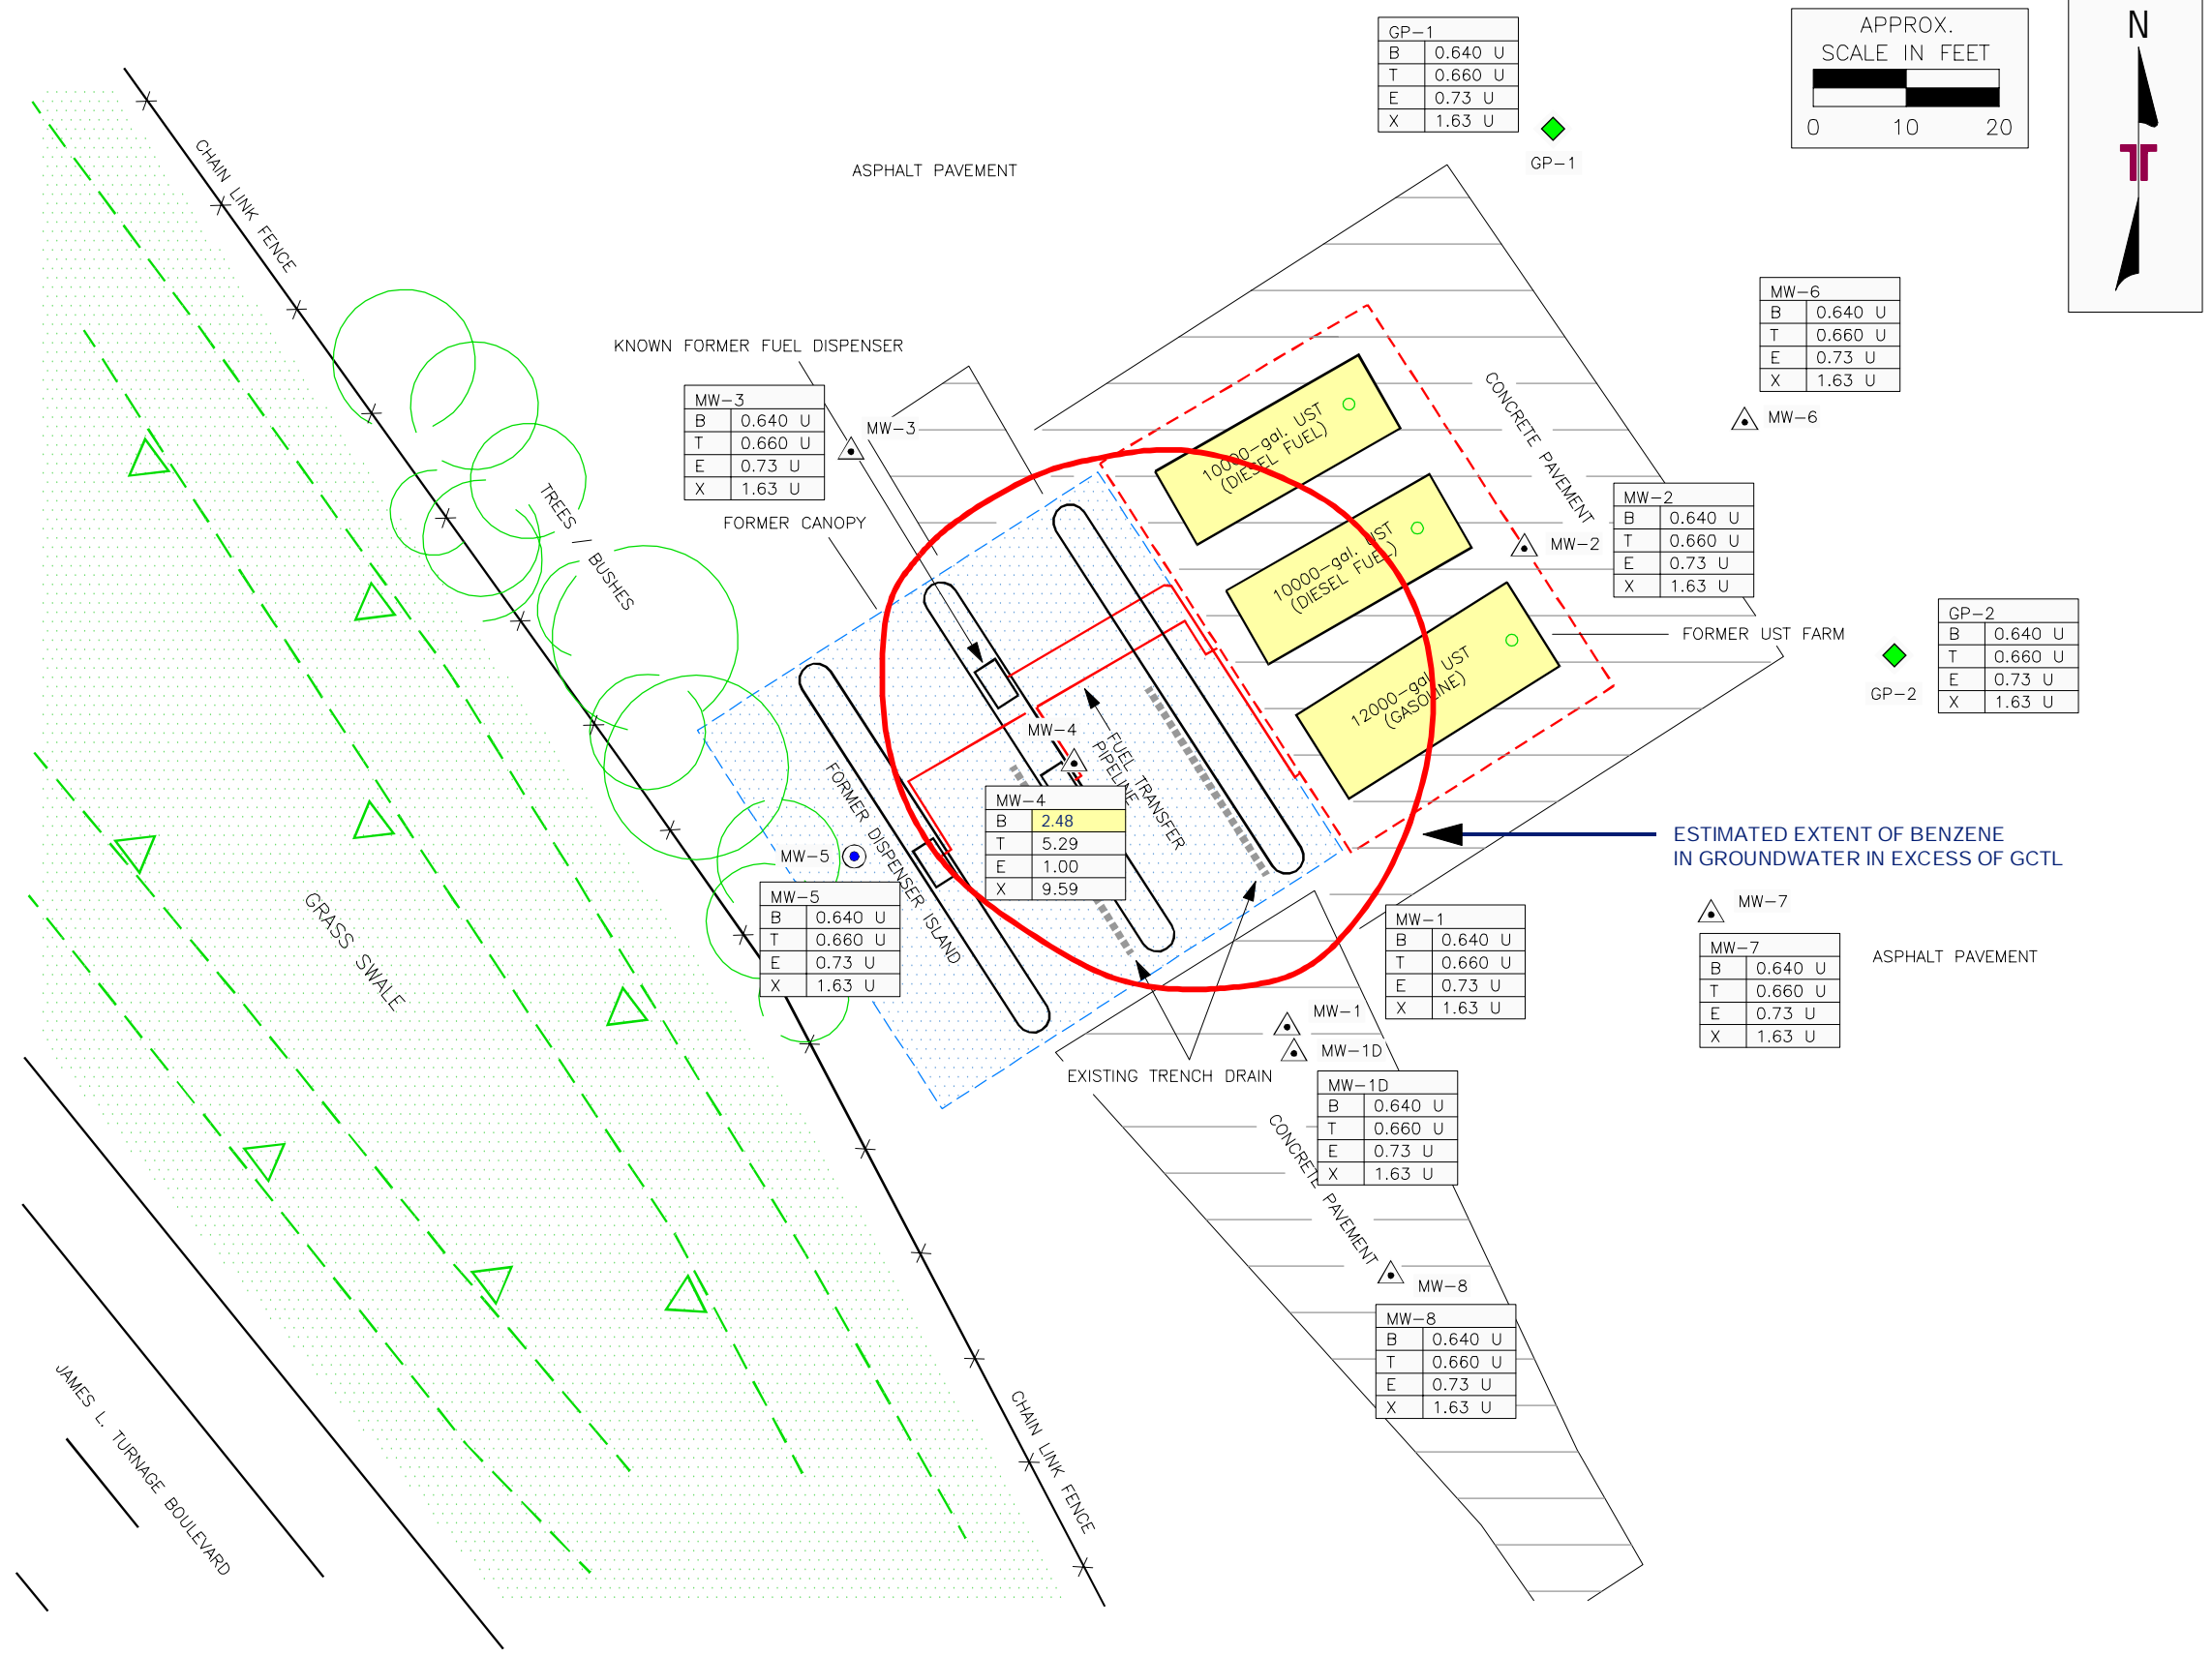 GP-1
B 0.640 U
T 0.660 U
E 0.73 U
X 1.63 U
GP-1
APPROX.
SCALE IN FEET
0 10 20
N
ASPHALT PAVEMENT
CHAIN LINK FENCE
MW-6
B 0.640 U
T 0.660 U
E 0.73 U
X 1.63 U
MW-6
KNOWN FORMER FUEL DISPENSER
MW-3
B 0.640 U
T 0.660 U
E 0.73 U
X 1.63 U
MW-3
FORMER CANOPY
TREES / BUSHES
10000-gal. UST
(DIESEL FUEL)
10000-gal. UST
(DIESEL FUEL)
12000-gal. UST
(GASOLINE)
CONCRETE PAVEMENT
MW-2
B 0.640 U
T 0.660 U
E 0.73 U
X 1.63 U
MW-2
FORMER UST FARM
GP-2
B 0.640 U
T 0.660 U
E 0.73 U
X 1.63 U
GP-2
MW-4
FUEL TRANSFER
PIPELINE
MW-4
B 2.48
T 5.29
E 1.00
X 9.59
FORMER DISPENSER ISLAND
MW-5
MW-5
B 0.640 U
T 0.660 U
E 0.73 U
X 1.63 U
ESTIMATED EXTENT OF BENZENE
IN GROUNDWATER IN EXCESS OF GCTL
MW-1
B 0.640 U
T 0.660 U
E 0.73 U
X 1.63 U
MW-7
MW-7
B 0.640 U
T 0.660 U
E 0.73 U
X 1.63 U
ASPHALT PAVEMENT
GRASS SWALE
MW-1
MW-1D
EXISTING TRENCH DRAIN
MW-1D
B 0.640 U
T 0.660 U
E 0.73 U
X 1.63 U
CONCRETE PAVEMENT
MW-8
MW-8
B 0.640 U
T 0.660 U
E 0.73 U
X 1.63 U
CHAIN LINK FENCE
JAMES L. TURNAGE BOULEVARD